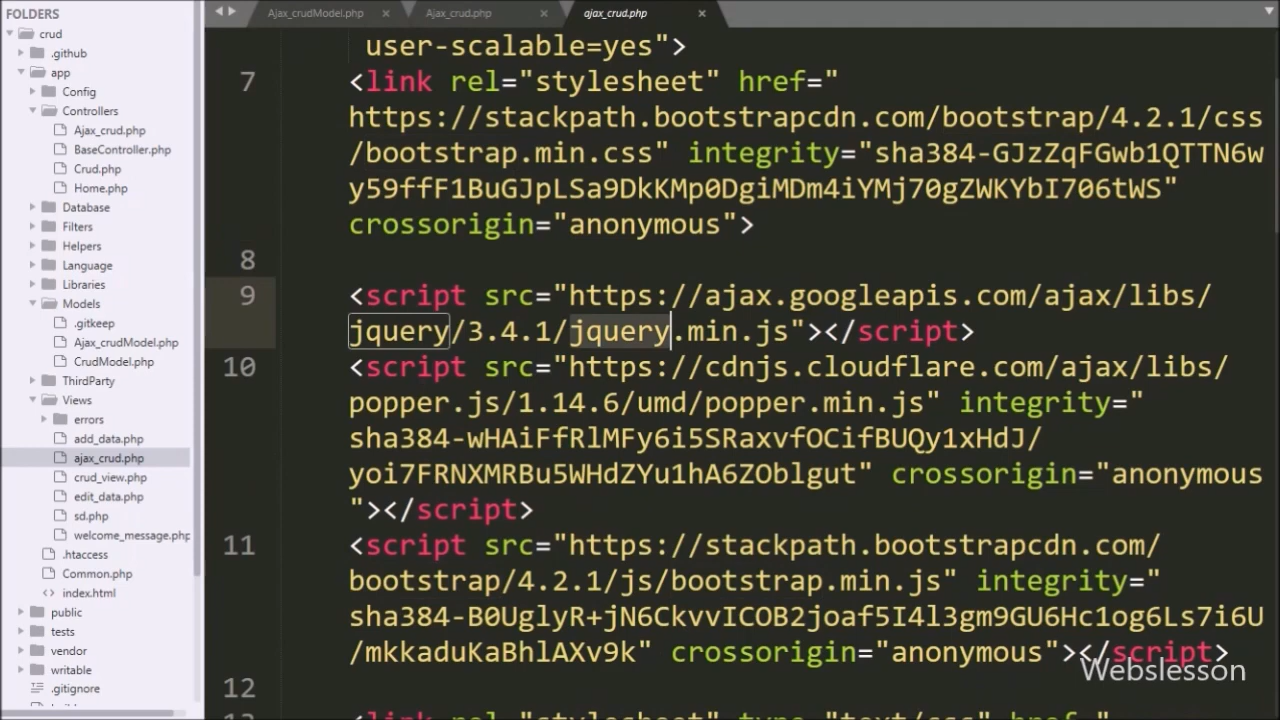 FOLDERS
crud
.github
app
Config
Controllers
Ajax_crud.php
BaseController.php
Crud.php
Home.php
Database
Filters
Helpers
Language
Libraries
Models
.gitkeep
Ajax_crudModel.php
CrudModel.php
ThirdParty
Views
errors
add_data.php
ajax_crud.php
crud_view.php
edit_data.php
sd.php
welcome_message.php
.htaccess
Common.php
index.html
public
tests
vendor
writable
.gitignore
Ajax_crudModel.php × Ajax_crud.php × ajax_crud.php ×
user-scalable=yes">
7 <link rel="stylesheet" href="
https://stackpath.bootstrapcdn.com/bootstrap/4.2.1/css
/bootstrap.min.css" integrity="sha384-GJzZqFGwb1QTTN6w
y59ffF1BuGJpLSa9DkKMp0DgiMDm4iYMj70gZWKYbI706tWS"
crossorigin="anonymous">
8
9 <script src="https://ajax.googleapis.com/ajax/libs/
jquery/3.4.1/jquery.min.js"></script>
10 <script src="https://cdnjs.cloudflare.com/ajax/libs/
popper.js/1.14.6/umd/popper.min.js" integrity="
sha384-wHAiFfRlMFy6i5SRaxvfOCifBUQy1xHdJ/
yoi7FRNXMRBu5WHdZYu1hA6ZOblgut" crossorigin="anonymous
"></script>
11 <script src="https://stackpath.bootstrapcdn.com/
bootstrap/4.2.1/js/bootstrap.min.js" integrity="
sha384-B0UglyR+jN6CkvvICOB2joaf5I4l3gm9GU6Hc1og6Ls7i6U
/mkkaduKaBhlAXv9k" crossorigin="anonymous"></script>
Webslesson
12
<link rel="stylesheet" type="text/css" href="